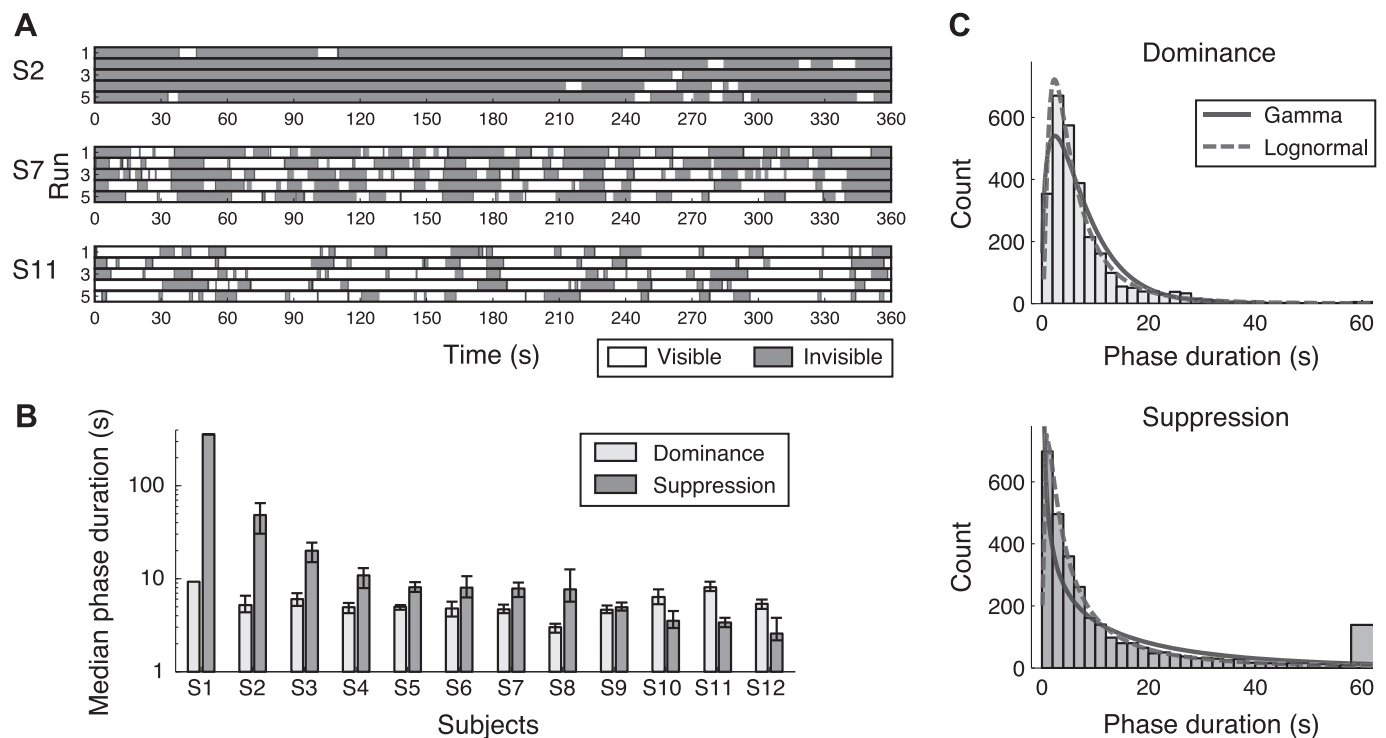 A
S2
1
3
5
0 30 60 90 120 150 180 210 240 270 300 330 360
S7
Run
1
3
5
0 30 60 90 120 150 180 210 240 270 300 330 360
S11
1
3
5
0 30 60 90 120 150 180 210 240 270 300 330 360
Time (s)
Visible Invisible
B
Median phase duration (s)
100
10
1
Dominance
Suppression
S1 S2 S3 S4 S5 S6 S7 S8 S9 S10 S11 S12
Subjects
C
Dominance
Gamma
Lognormal
Count
600
400
200
0
0 20 40 60
Phase duration (s)
Suppression
Count
600
400
200
0
0 20 40 60
Phase duration (s)